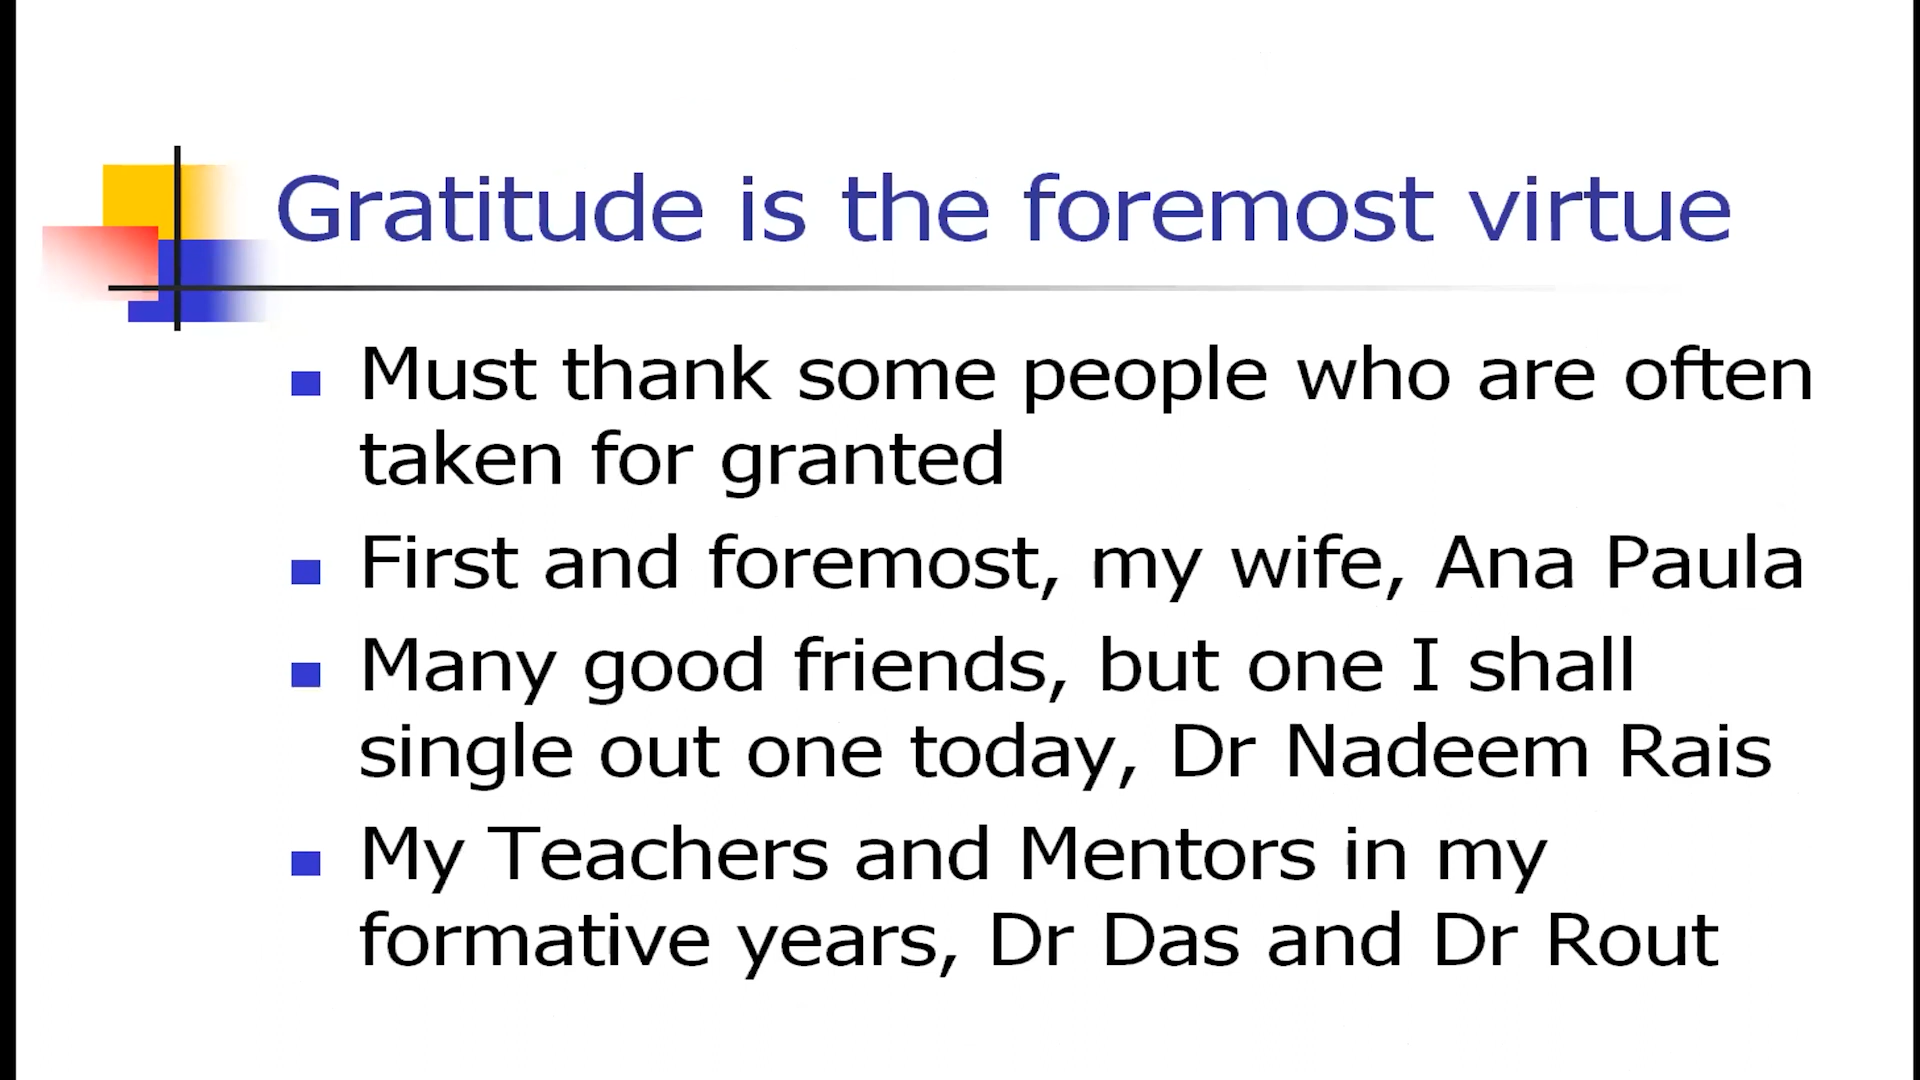 Gratitude is the foremost virtue
Must thank some people who are often
taken for granted
First and foremost, my wife, Ana Paula
Many good friends, but one I shall
single out one today, Dr Nadeem Rais
My Teachers and Mentors in my
formative years, Dr Das and Dr Rout